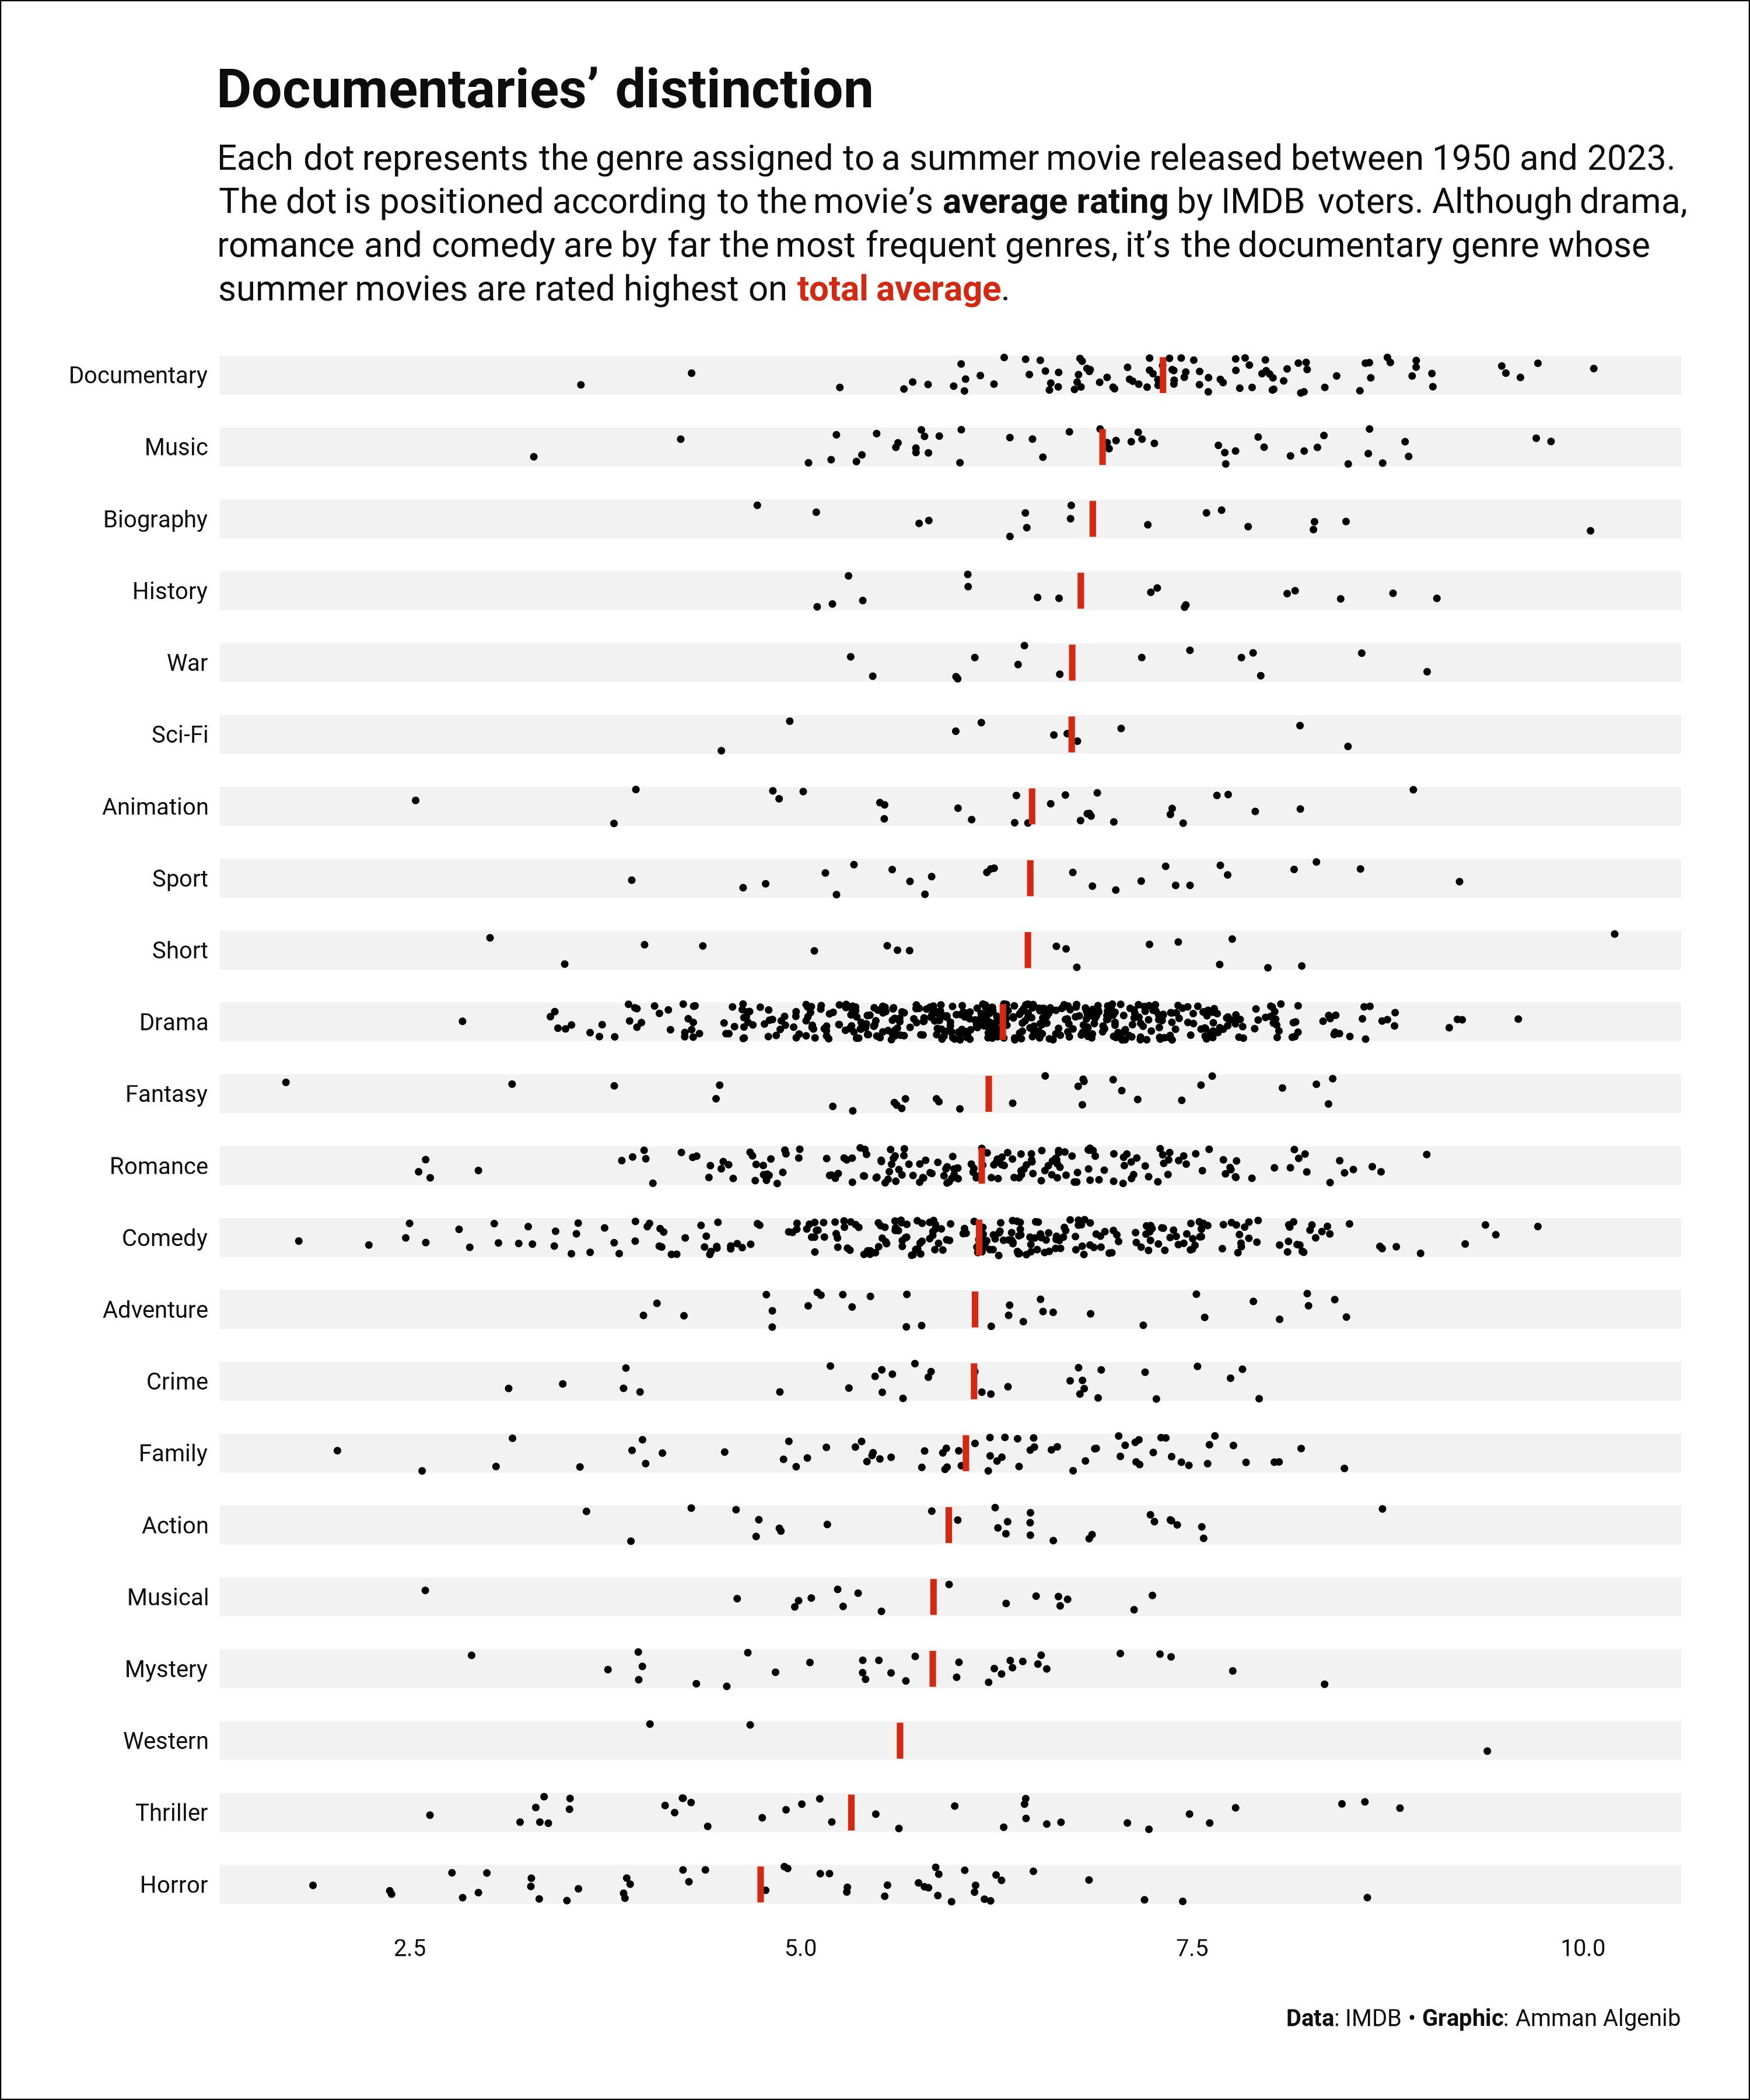 Documentaries’ distinction
Each dot represents the genre assigned to a summer movie released between 1950 and 2023.
The dot is positioned according to the movie’s average rating by IMDB voters. Although drama,
romance and comedy are by far the most frequent genres, it’s the documentary genre whose
summer movies are rated highest on total average.
Documentary
Music
Biography
History
War
Sci-Fi
Animation
Sport
Short
Drama
Fantasy
Romance
Comedy
Adventure
Crime
Family
Action
Musical
Mystery
Western
Thriller
Horror
2.5 5.0 7.5 10.0
Data: IMDB • Graphic: Amman Algenib